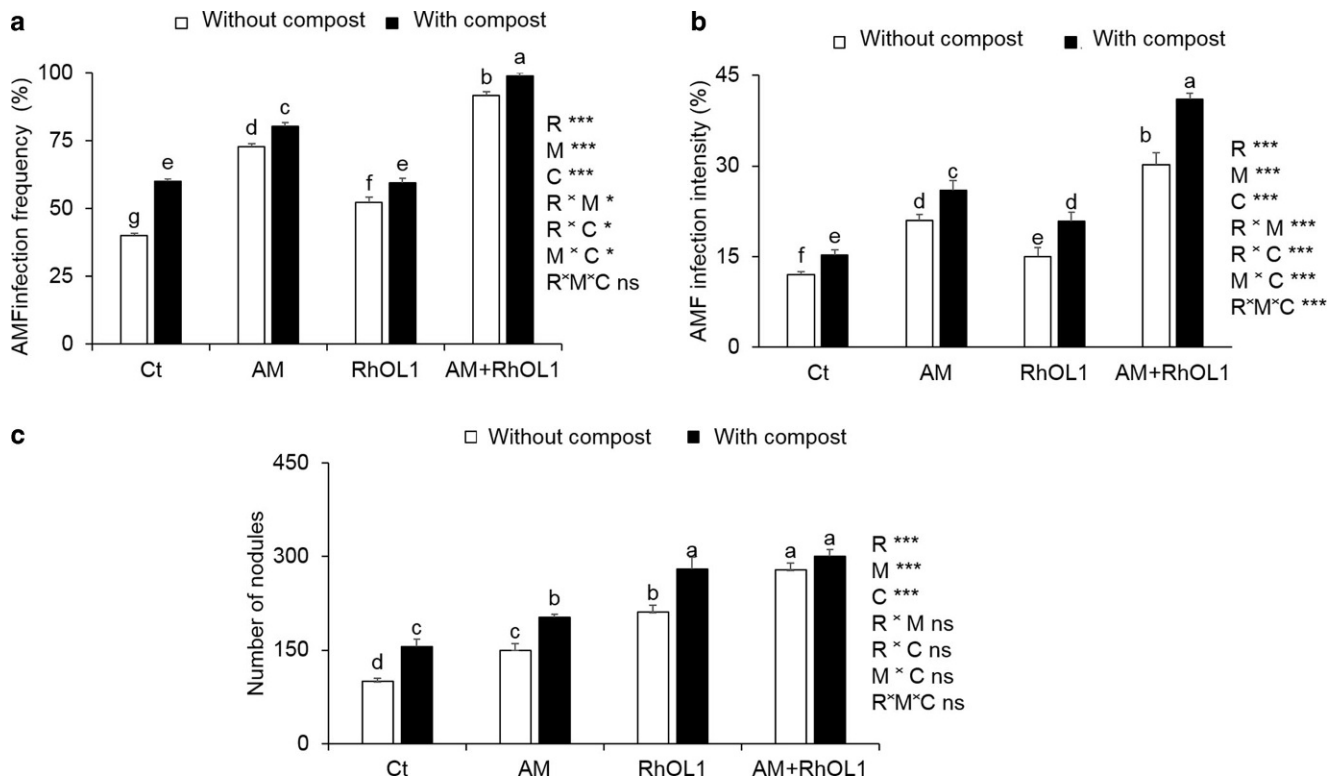 a
Without compost With compost
AMFinfection frequency (%)
100
75
50
25
0
g e d c f e b a
Ct AM RhOL1 AM+RhOL1
R ***
M ***
C ***
R × M *
R × C *
M × C *
R×M×C ns
b
Without compost With compost
AMF infection intensity (%)
45
30
15
0
f e d c e d b a
Ct AM RhOL1 AM+RhOL1
R ***
M ***
C ***
R × M ***
R × C ***
M × C ***
R×M×C ***
c
Without compost With compost
Number of nodules
450
300
150
0
d c c b b a a a
Ct AM RhOL1 AM+RhOL1
R ***
M ***
C ***
R × M ns
R × C ns
M × C ns
R×M×C ns